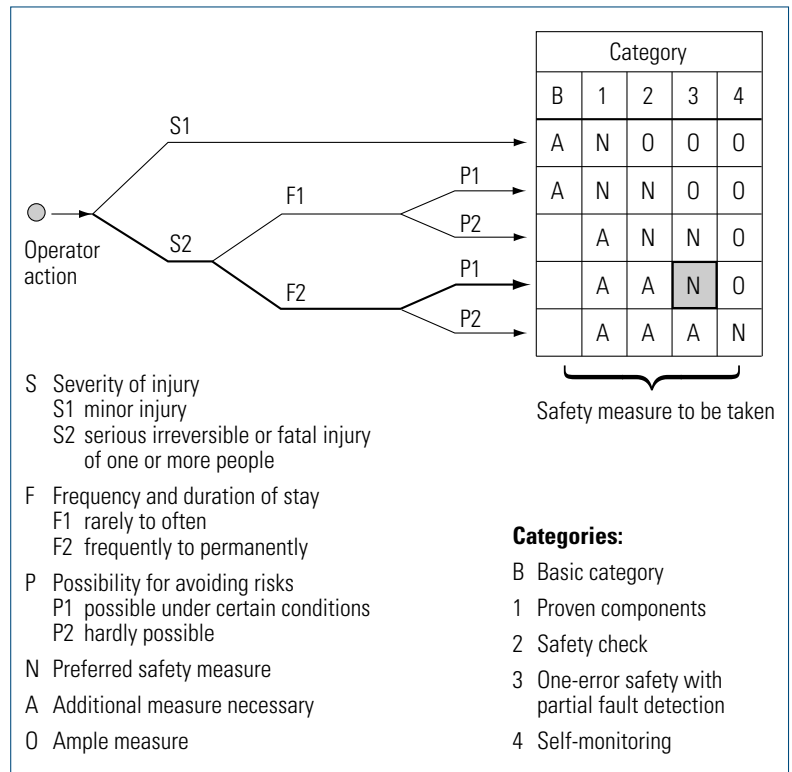 Category
B 1 2 3 4
S1
A N O O O
P1
F1
A N N O O
P2
Operator
action
S2
A N N O
P1
F2
A A N O
P2
A A A N
Safety measure to be taken
S Severity of injury
S1 minor injury
S2 serious irreversible or fatal injury
of one or more people
F Frequency and duration of stay
F1 rarely to often
F2 frequently to permanently
P Possibility for avoiding risks
P1 possible under certain conditions
P2 hardly possible
N Preferred safety measure
A Additional measure necessary
O Ample measure
Categories:
B Basic category
1 Proven components
2 Safety check
3 One-error safety with
partial fault detection
4 Self-monitoring